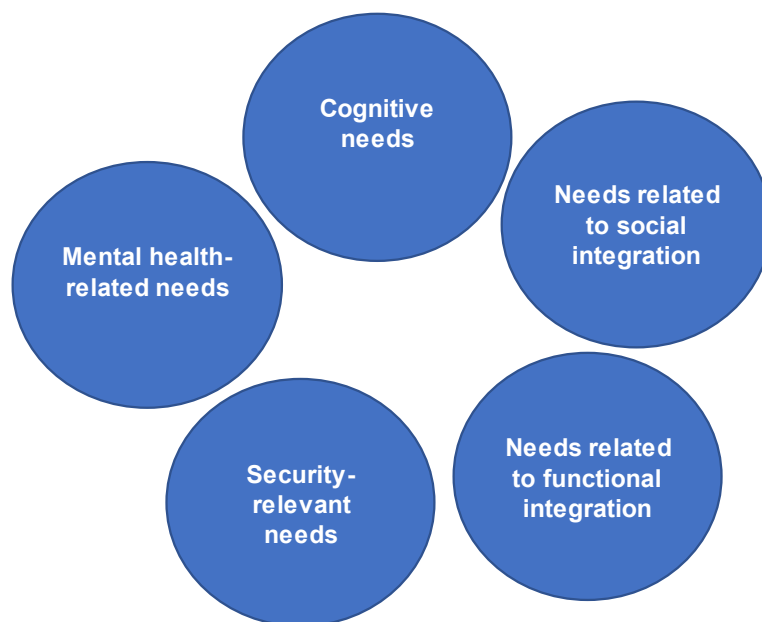 Cognitive
needs
Needs related
to social
integration
Mental health-
related needs
Needs related
to functional
integration
Security-
relevant
needs